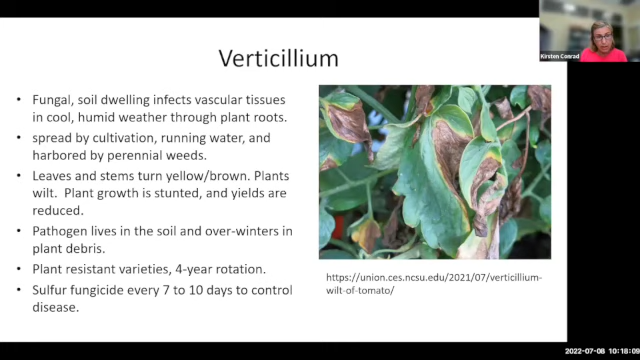 Kirsten Conrad
Verticillium
• Fungal, soil dwelling infects vascular tissues
in cool, humid weather through plant roots.
• spread by cultivation, running water, and
harbored by perennial weeds.
• Leaves and stems turn yellow/brown. Plants
wilt. Plant growth is stunted, and yields are
reduced.
• Pathogen lives in the soil and over-winters in
plant debris.
• Plant resistant varieties, 4-year rotation.
• Sulfur fungicide every 7 to 10 days to control
disease.
https://union.ces.ncsu.edu/2021/07/verticillium-
wilt-of-tomato/
2022-07-08 10:18:09